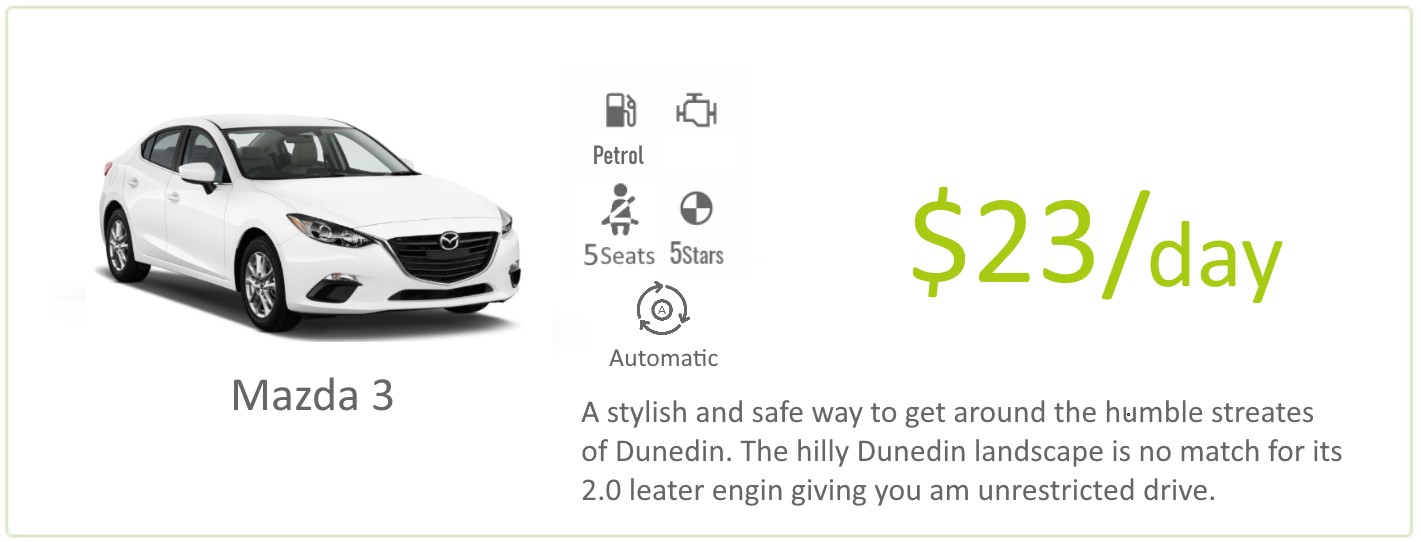 Petrol
5Seats 5Stars
A
Automatic
$23/day
Mazda 3
A stylish and safe way to get around the humble streates
of Dunedin. The hilly Dunedin landscape is no match for its
2.0 leater engin giving you am unrestricted drive.